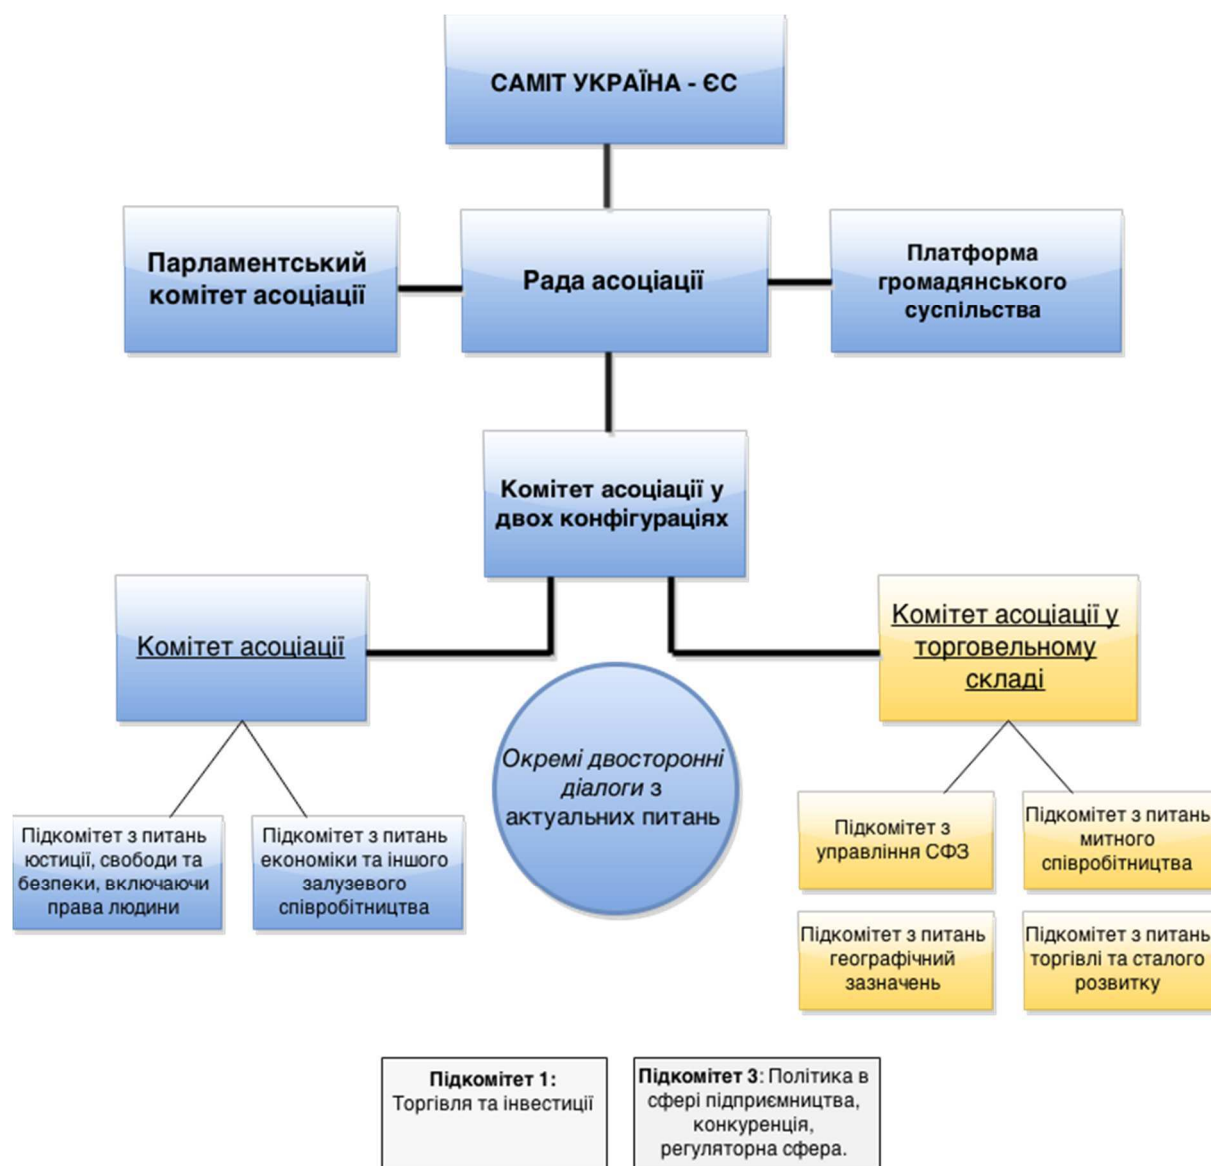 САМІТ УКРАЇНА - ЄС
Парламентський
комітет асоціації
Рада асоціації
Платформа
громадянського
суспільства
Комітет асоціації у
двох конфігураціях
Комітет асоціації
Комітет асоціації у
торговельному
складі
Окремі двосторонні
діалоги з
актуальних питань
Підкомітет з питань
юстиції, свободи та
безпеки, включаючи
права людини
Підкомітет з питань
економіки та іншого
залузевого
співробітництва
Підкомітет з
управління СФЗ
Підкомітет з питань
митного
співробітництва
Підкомітет з питань
географічний
зазначень
Підкомітет з питань
торгівлі та сталого
розвитку
Підкомітет 1:
Торгівля та інвестиції
Підкомітет 3: Політика в
сфері підприємництва,
конкуренція,
регуляторна сфера.